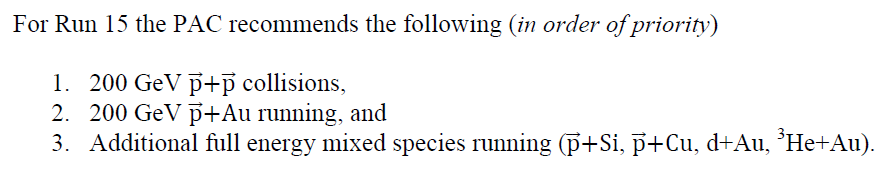 For Run 15 the PAC recommends the following (in order of priority)
1. 200 GeV p⃗+p⃗ collisions,
2. 200 GeV p⃗+Au running, and
3. Additional full energy mixed species running (p⃗+Si, p⃗+Cu, d+Au, ³He+Au).